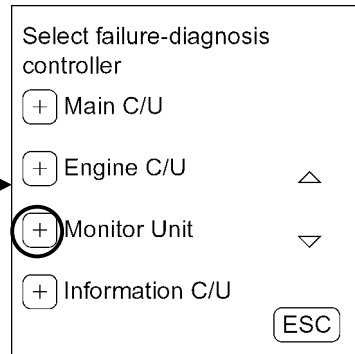 Select failure-diagnosis
controller
+ Main C/U
+ Engine C/U
+ Monitor Unit
+ Information C/U
ESC